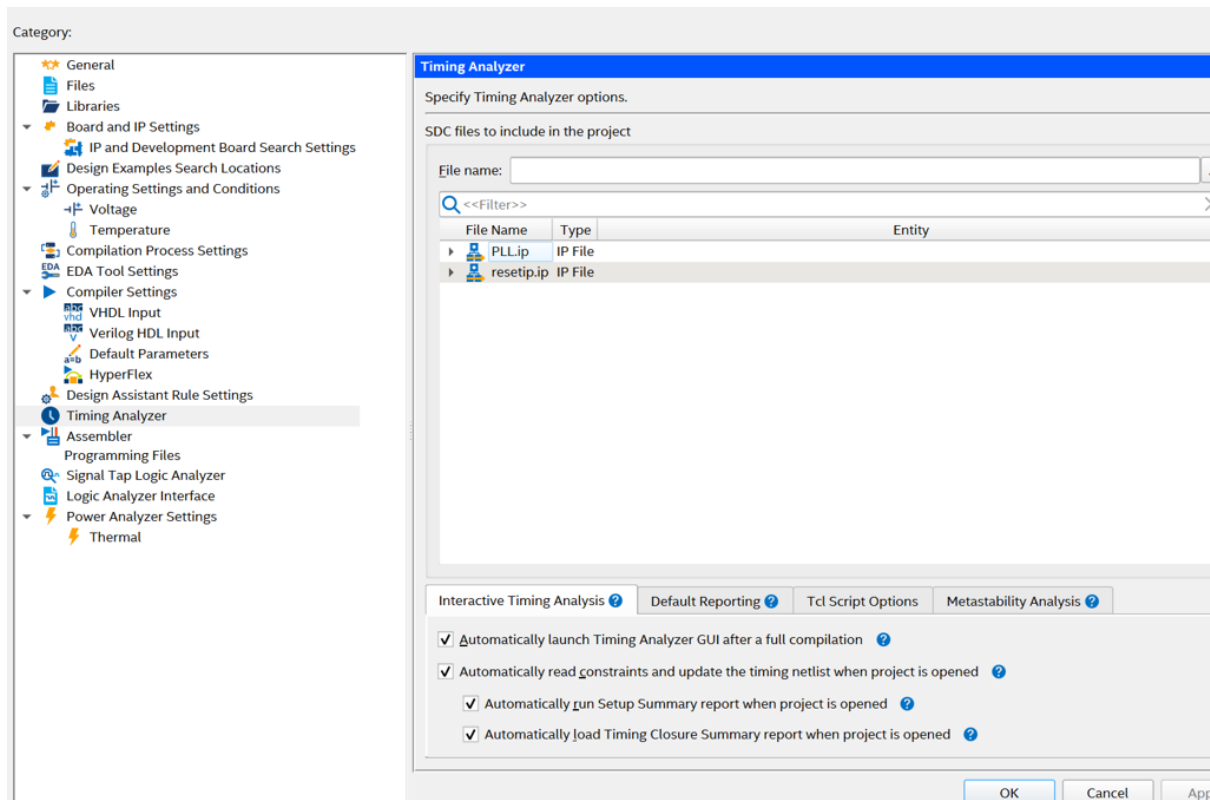 Category:
General
Files
Libraries
Board and IP Settings
IP and Development Board Search Settings
Design Examples Search Locations
Operating Settings and Conditions
Voltage
Temperature
Compilation Process Settings
EDA Tool Settings
Compiler Settings
VHDL Input
Verilog HDL Input
Default Parameters
HyperFlex
Design Assistant Rule Settings
Timing Analyzer
Assembler
Programming Files
Signal Tap Logic Analyzer
Logic Analyzer Interface
Power Analyzer Settings
Thermal
Timing Analyzer
Specify Timing Analyzer options.
SDC files to include in the project
File name:
<<Filter>>
File Name Type Entity
PLL.ip IP File
resetip.ip IP File
Interactive Timing Analysis Default Reporting Tcl Script Options Metastability Analysis
Automatically launch Timing Analyzer GUI after a full compilation
Automatically read constraints and update the timing netlist when project is opened
Automatically run Setup Summary report when project is opened
Automatically load Timing Closure Summary report when project is opened
OK Cancel App